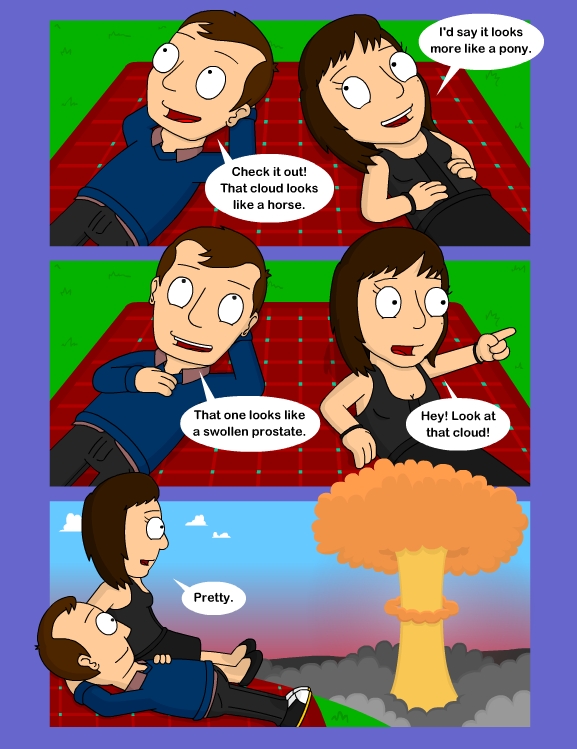 Check it out!
That cloud looks
like a horse.
I'd say it looks
more like a pony.
That one looks like
a swollen prostate.
Hey! Look at
that cloud!
Pretty.